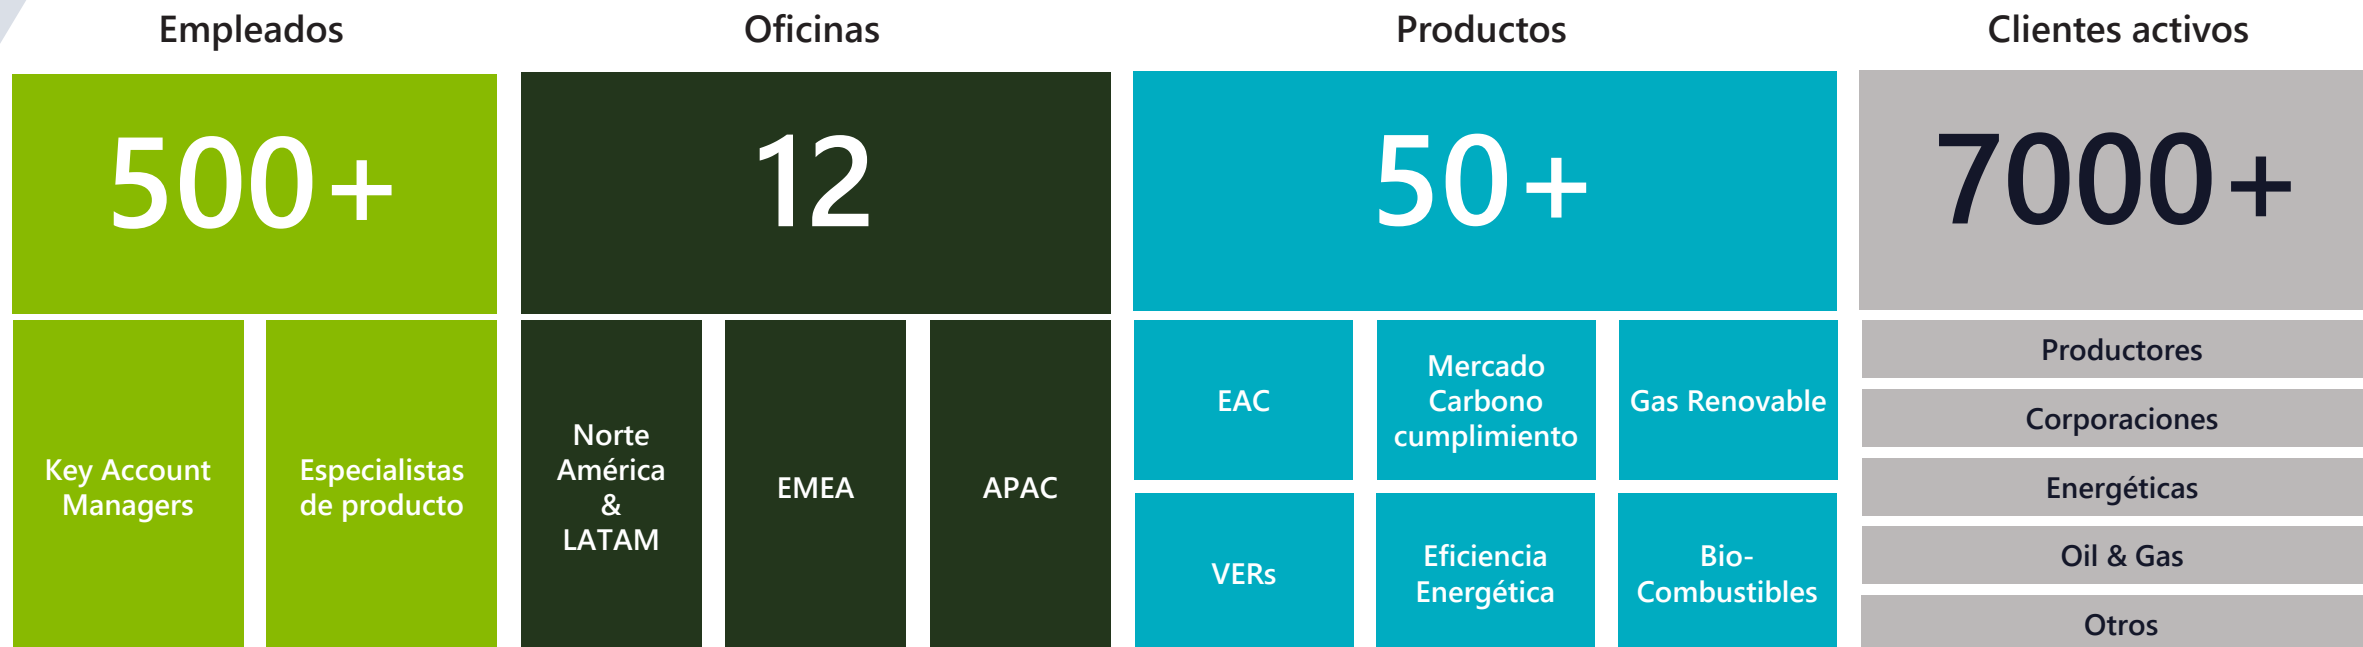 Empleados
500+
Key Account
Managers
Especialistas
de producto
Oficinas
12
Norte
América
&
LATAM
EMEA
APAC
Productos
50+
EAC
Mercado
Carbono
cumplimiento
Gas Renovable
VERs
Eficiencia
Energética
Bio-
Combustibles
Clientes activos
7000+
Productores
Corporaciones
Energéticas
Oil & Gas
Otros